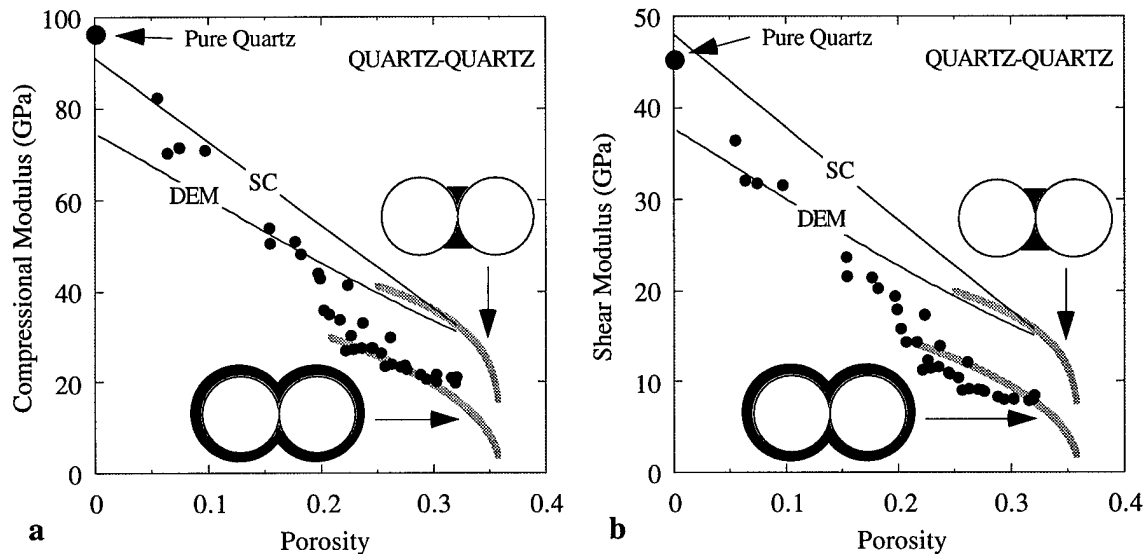 100
80
60
40
20
0
Compressional Modulus (GPa)
Pure Quartz
QUARTZ-QUARTZ
SC
DEM
0
0.1
0.2
0.3
0.4
a
Porosity
50
40
30
20
10
0
Shear Modulus (GPa)
Pure Quartz
QUARTZ-QUARTZ
SC
DEM
0
0.1
0.2
0.3
0.4
b
Porosity